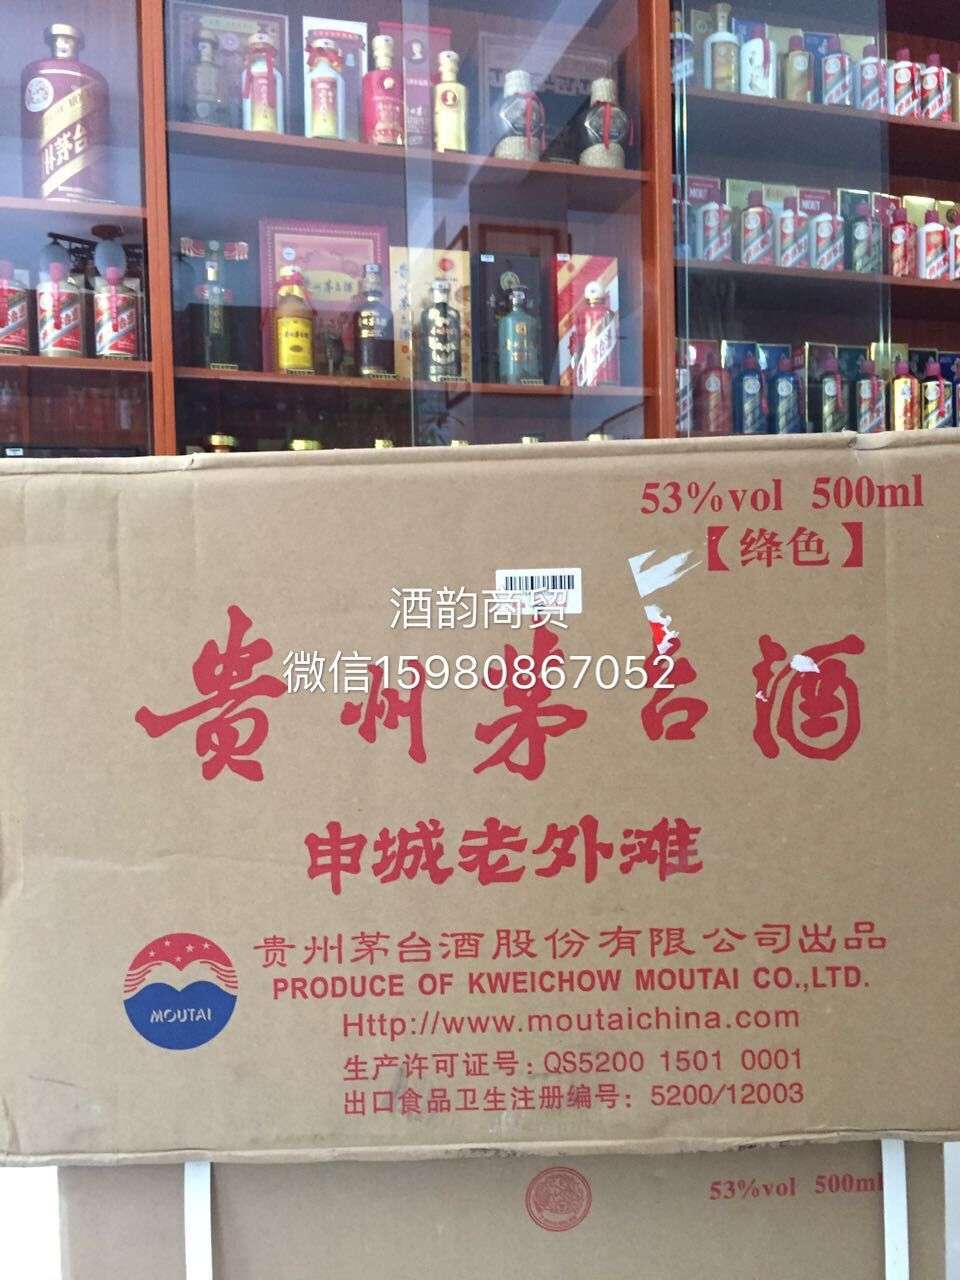 53%vol 500ml
【绛色】
酒韵商贸
微信15980867052
贵州茅台酒
申城老外滩
MOUTAI
贵州茅台酒股份有限公司出品
PRODUCE OF KWEICHOW MOUTAI CO.,LTD.
Http://www.moutaichina.com
生产许可证号：QS5200 1501 0001
出口食品卫生注册编号：5200/12003
53%vol 500ml